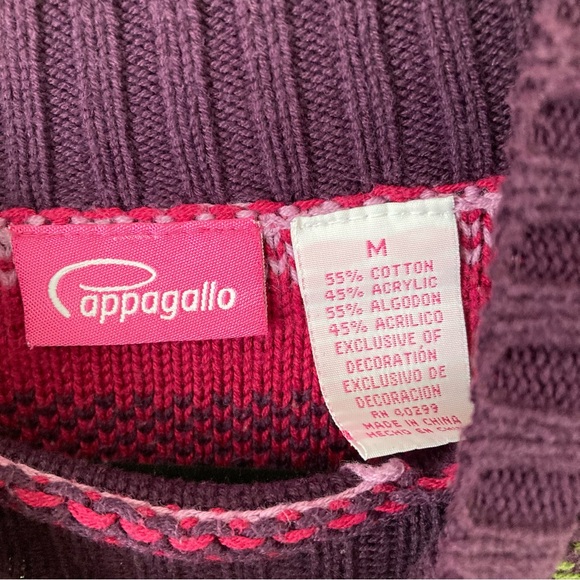 Pappagallo
M
55% COTTON
45% ACRYLIC
55% ALGODON
45% ACRILICO
EXCLUSIVE OF
DECORATION
EXCLUSIVO DE
DECORACION
RN 40299
MADE IN CHINA
HECHO EN